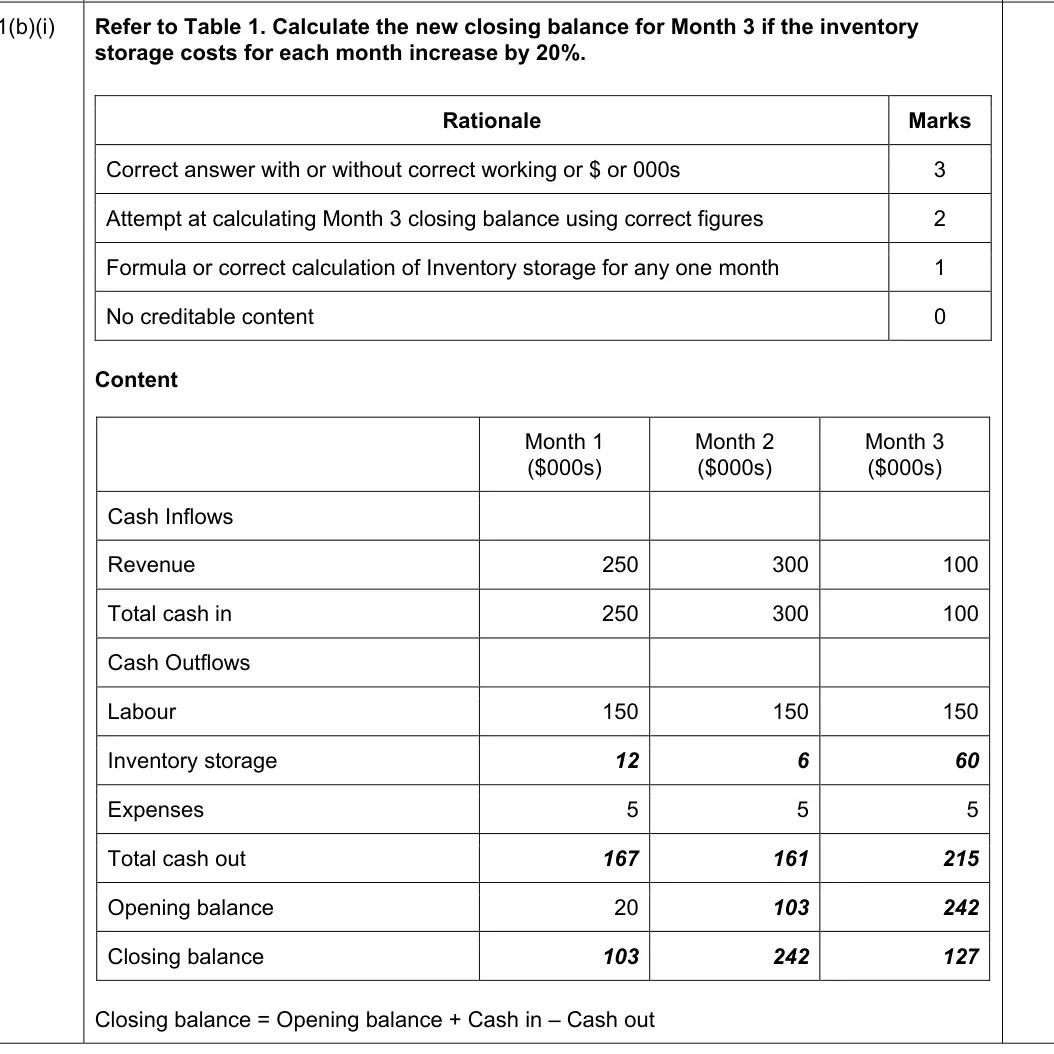 1(b)(i) Refer to Table 1. Calculate the new closing balance for Month 3 if the inventory
storage costs for each month increase by 20%.
Rationale Marks
Correct answer with or without correct working or $ or 000s 3
Attempt at calculating Month 3 closing balance using correct figures 2
Formula or correct calculation of Inventory storage for any one month 1
No creditable content 0
Content
Month 1 Month 2 Month 3
($000s) ($000s) ($000s)
Cash Inflows
Revenue 250 300 100
Total cash in 250 300 100
Cash Outflows
Labour 150 150 150
Inventory storage 12 6 60
Expenses 5 5 5
Total cash out 167 161 215
Opening balance 20 103 242
Closing balance 103 242 127
Closing balance = Opening balance + Cash in – Cash out